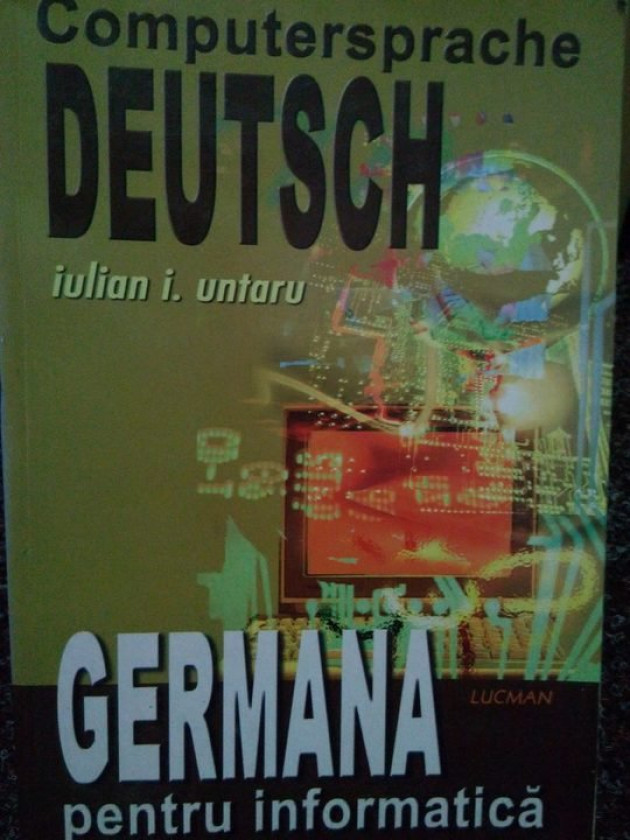 Computersprache
DEUTSCH
iulian i. untaru
GERMANA
LUCMAN
pentru informatică